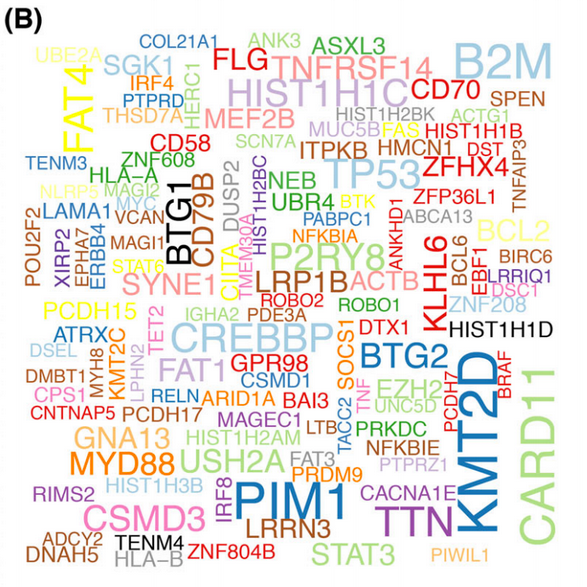 (B)
COL21A1
ANK3
ASXL3
UBE2A
SGK1
FLG
TNFRSF14
B2M
FAT4
IRF4
HERC1
PTPRD
HIST1H1C
CD70
SPEN
THSD7A
MEF2B
HIST1H2BK
ACTG1
MUC5B
FAS
HIST1H1B
CD58
SCN7A
ITPKB
HMCN1
DST
TNFAIP3
TENM3
ZNF608
HLA-A
TP53
ZFHX4
NLRP5
MAGI2
DUSP2
HIST1H2BC
NEB
UBR4
BTK
ZFP36L1
LAMA1
MYC
VCAN
BTG1
CD79B
PABPC1
ANKHD1
ABCA13
POU2F2
XIRP2
EPHA7
ERBB4
MAGI1
TMEM30A
NFKBIA
BCL2
STAT6
CIITA
P2RY8
KLHL6
BCL6
EBF1
BIRC6
LRRIQ1
DSC1
SYNE1
LRP1B
ACTB
ROBO2
ROBO1
ZNF208
PCDH15
TET2
IGHA2
PDE3A
HIST1H1D
ATRX
CREBBP
SOCS1
DTX1
DSEL
MYH8
KMT2C
LPHN2
FAT1
GPR98
BTG2
DMBT1
CSMD1
TNF
EZH2
PCDH7
KMT2D
BRAF
CARD11
CPS1
RELN
ARID1A
BAI3
UNC5D
CNTNAP5
PCDH17
MAGEC1
LTB
TACC2
PRKDC
GNA13
HIST1H2AM
NFKBIE
MYD88
USH2A
FAT3
PTPRZ1
PRDM9
RIMS2
HIST1H3B
IRF8
PIM1
CACNA1E
CSMD3
LRRN3
TTN
ADCY2
TENM4
DNAH5
HLA-B
ZNF804B
STAT3
PIWIL1